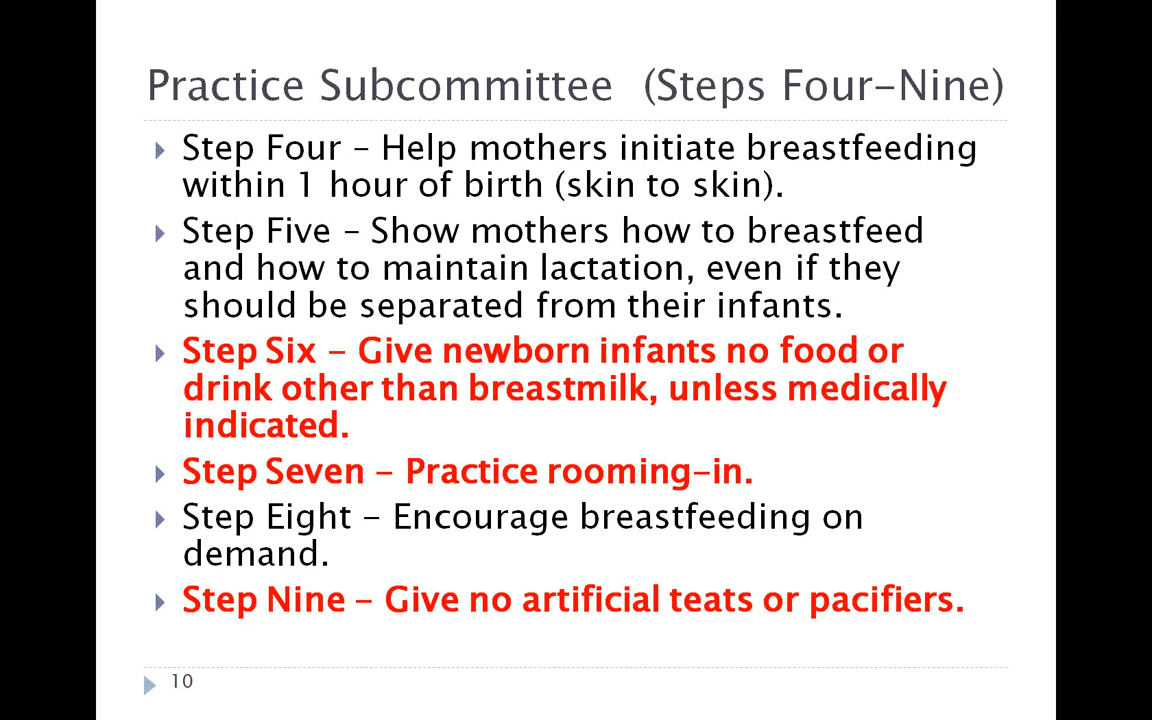 Practice Subcommittee (Steps Four-Nine)
Step Four – Help mothers initiate breastfeeding
within 1 hour of birth (skin to skin).
Step Five – Show mothers how to breastfeed
and how to maintain lactation, even if they
should be separated from their infants.
Step Six - Give newborn infants no food or
drink other than breastmilk, unless medically
indicated.
Step Seven - Practice rooming-in.
Step Eight - Encourage breastfeeding on
demand.
Step Nine - Give no artificial teats or pacifiers.
10